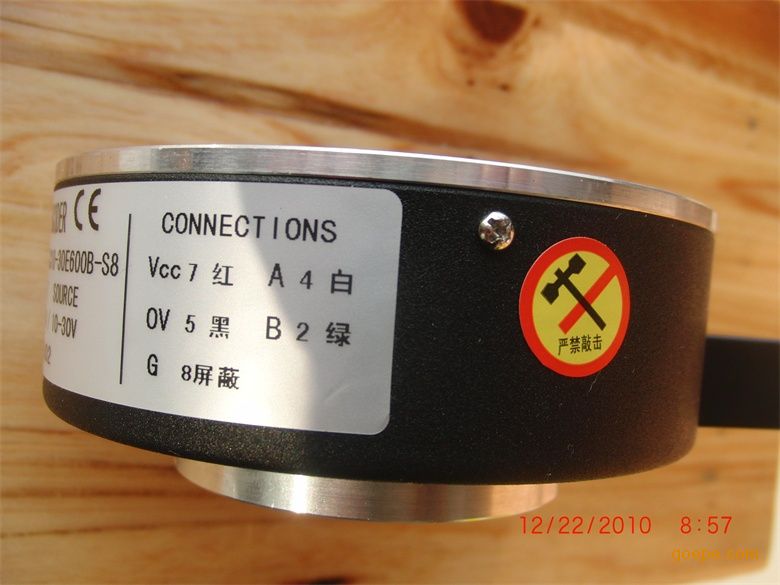 CE
-30E600B-S8
SOURCE
10-30V
CONNECTIONS
Vcc 7 红 A 4 白
0V 5 黑 B 2 绿
G 8屏蔽
严禁敲击
12/22/2010 8:57